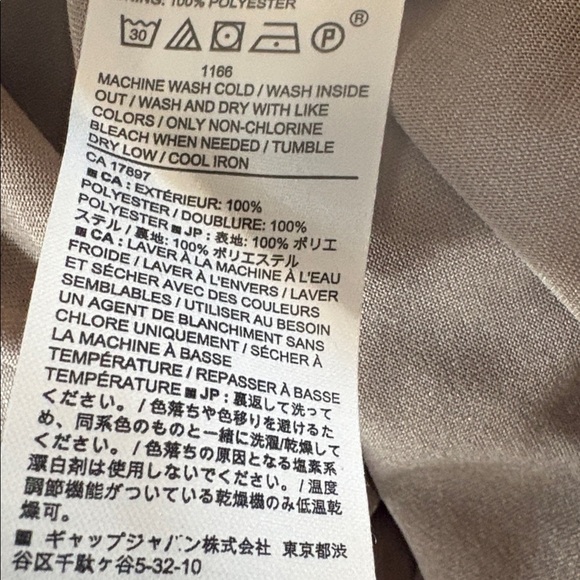 NING: 100% POLYESTER
30 P ®
1166
MACHINE WASH COLD / WASH INSIDE
OUT / WASH AND DRY WITH LIKE
COLORS / ONLY NON-CHLORINE
BLEACH WHEN NEEDED / TUMBLE
DRY LOW / COOL IRON
CA 17897
■ CA : EXTÉRIEUR: 100%
POLYESTER / DOUBLURE: 100%
POLYESTER ■ JP : 表地: 100% ポリエ
ステル / 裏地: 100% ポリエステル
■ CA : LAVER À LA MACHINE À L'EAU
FROIDE / LAVER À L'ENVERS / LAVER
ET SÉCHER AVEC DES COULEURS
SEMBLABLES / UTILISER AU BESOIN
UN AGENT DE BLANCHIMENT SANS
CHLORE UNIQUEMENT / SÉCHER À
LA MACHINE À BASSE
TEMPÉRATURE / REPASSER À BASSE
TEMPÉRATURE ■ JP : 裏返して洗って
ください。 / 色落ちや色移りを避けるた
め、同系色のものと一緒に洗濯/乾燥して
ください。 / 色落ちの原因となる塩素系
漂白剤は使用しないでください。 / 温度
調節機能がついている乾燥機のみ低温乾
燥可。
■ ギャップジャパン株式会社 東京都渋
谷区千駄ヶ谷5-32-10